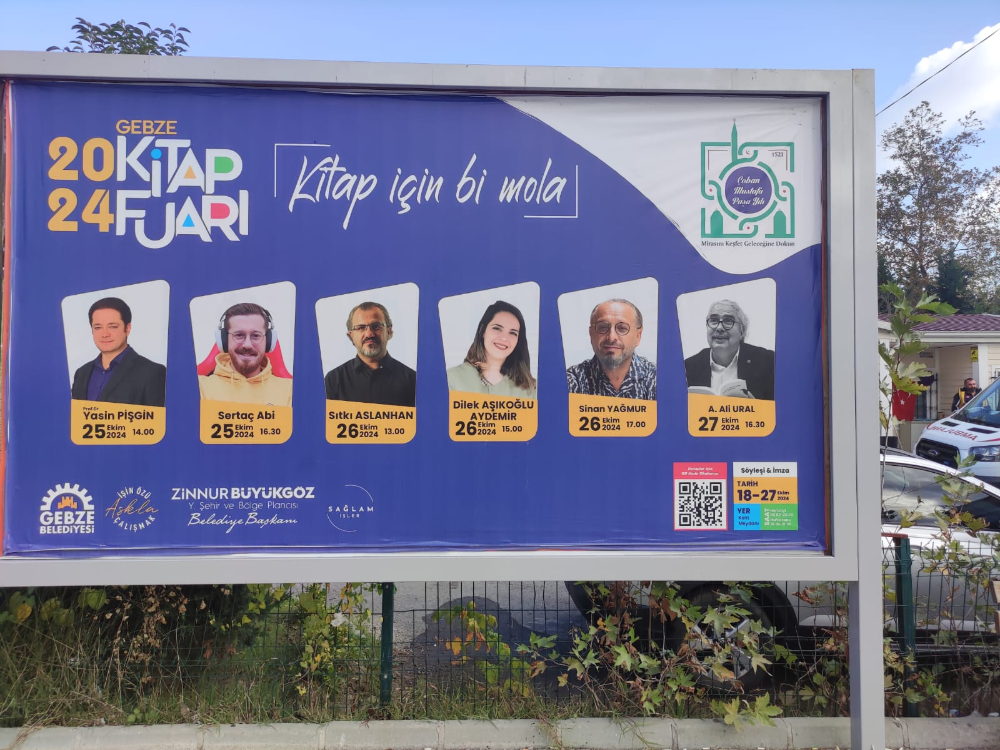 GEBZE
2024 KİTAP FUARI
Kitap için bi mola
1523
Çoban
Mustafa
Paşa Yılı
Mirasını Keşfet Geleceğine Dokun
Prof.Dr.
Yasin PİŞGİN
25 Ekim 2024 14.00
Sertaç Abi
25 Ekim 2024 16.30
Sıtkı ASLANHAN
26 Ekim 2024 13.00
Dilek AŞIKOĞLU
AYDEMİR
26 Ekim 2024 15.00
Sinan YAĞMUR
26 Ekim 2024 17.00
A. Ali URAL
27 Ekim 2024 16.30
GEBZE
BELEDİYESİ
İŞİN ÖZÜ
Aşkla
ÇALIŞMAK
ZİNNUR BÜYÜKGÖZ
Y. Şehir ve Bölge Plancısı
Belediye Başkanı
SAĞLAM
İŞLER
Detaylar için
QR Kodu Okutunuz.
Söyleşi & İmza
TARİH
18-27 Ekim 2024
YER
Kent
Meydanı
SAAT
Hafta içi
Hafta sonu
AMBULANS